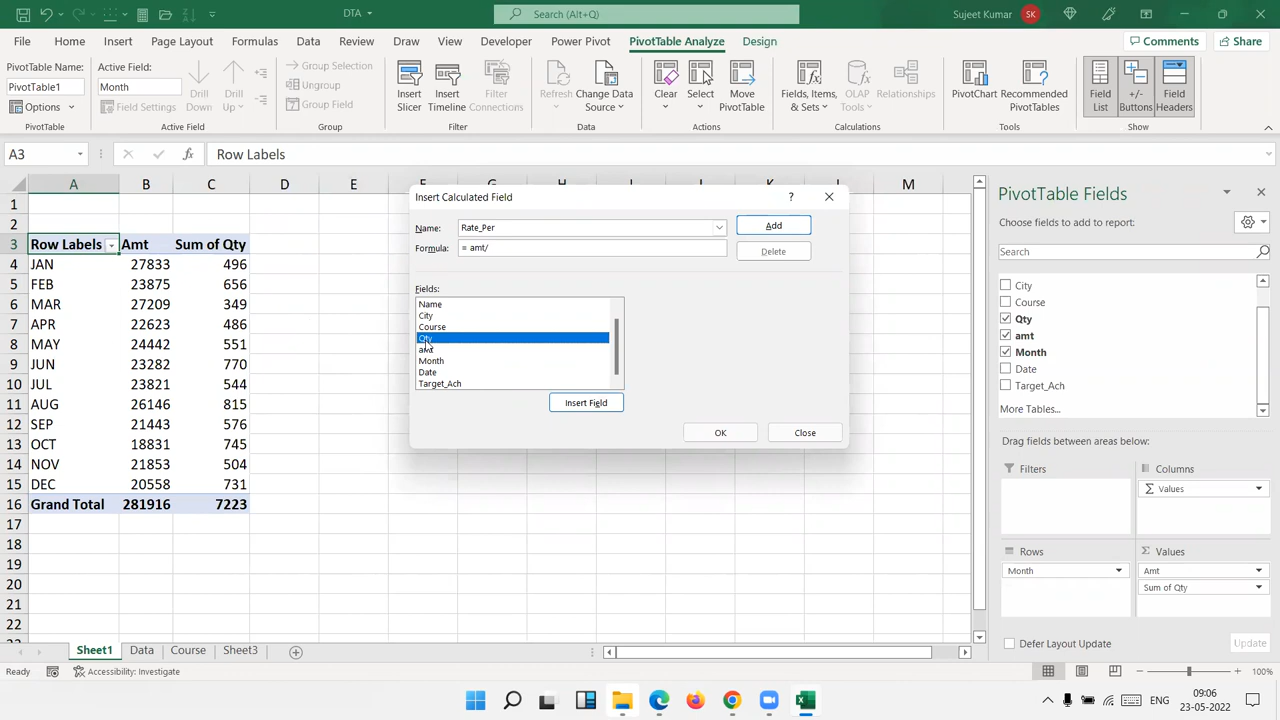 DTA
Search (Alt+Q)
Sujeet Kumar
SK
File
Home
Insert
Page Layout
Formulas
Data
Review
View
Draw
Developer
Power Pivot
PivotTable Analyze
Design
Comments
Share
PivotTable Name:
PivotTable1
Options
PivotTable
Active Field:
Month
Field Settings
Drill Down
Drill Up
Active Field
Group Selection
Ungroup
Group Field
Group
Insert Slicer
Insert Timeline
Filter Connections
Filter
Refresh
Change Data Source
Data
Clear
Select
Move PivotTable
Actions
Fields, Items, & Sets
OLAP Tools
Relationships
Calculations
PivotChart
Recommended PivotTables
Tools
Field List
+/- Buttons
Field Headers
Show
A3
fx
Row Labels
A B C D E K L M
1
2
3 Row Labels Amt Sum of Qty
4 JAN 27833 496
5 FEB 23875 656
6 MAR 27209 349
7 APR 22623 486
8 MAY 24442 551
9 JUN 23282 770
10 JUL 23821 544
11 AUG 26146 815
12 SEP 21443 576
13 OCT 18831 745
14 NOV 21853 504
15 DEC 20558 731
16 Grand Total 281916 7223
17
18
19
20
21
22
Insert Calculated Field
?
Name: Rate_Per
Add
Formula: = amt/
Delete
Fields:
Name
City
Course
Qty
amt
Month
Date
Target_Ach
Insert Field
OK
Close
PivotTable Fields
Choose fields to add to report:
Search
City
Course
Qty
amt
Month
Date
Target_Ach
More Tables...
Drag fields between areas below:
Filters
Columns
Σ Values
Rows
Month
Σ Values
Amt
Sum of Qty
Defer Layout Update
Update
Sheet1
Data
Course
Sheet3
Ready
Accessibility: Investigate
100%
ENG
09:06
23-05-2022